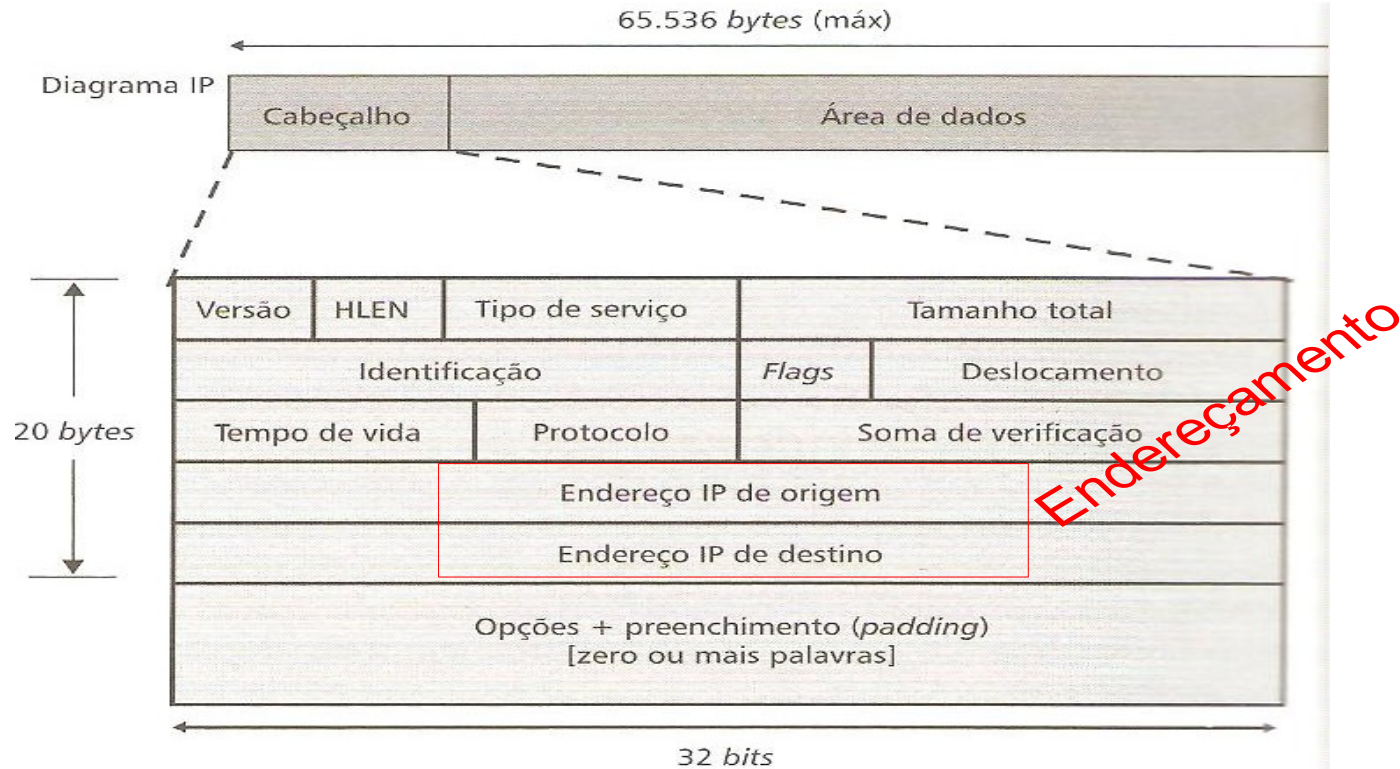 65.536 bytes (máx)
Diagrama IP
Cabeçalho
Área de dados
Versão
HLEN
Tipo de serviço
Tamanho total
Identificação
Flags
Deslocamento
Tempo de vida
Protocolo
Soma de verificação
Endereço IP de origem
Endereço IP de destino
Endereçamento
20 bytes
Opções + preenchimento (padding)
[zero ou mais palavras]
32 bits